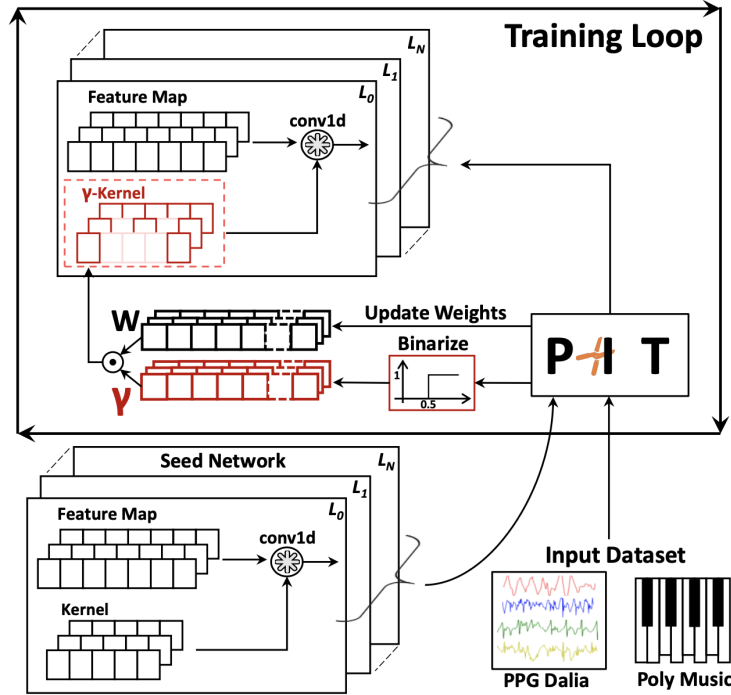 Training Loop
L_N
L_1
L_0
Feature Map
conv1d
γ-Kernel
W
Update Weights
Binarize
1
0.5
γ
P I T
Seed Network
L_N
L_1
L_0
Feature Map
conv1d
Kernel
Input Dataset
PPG Dalia
Poly Music